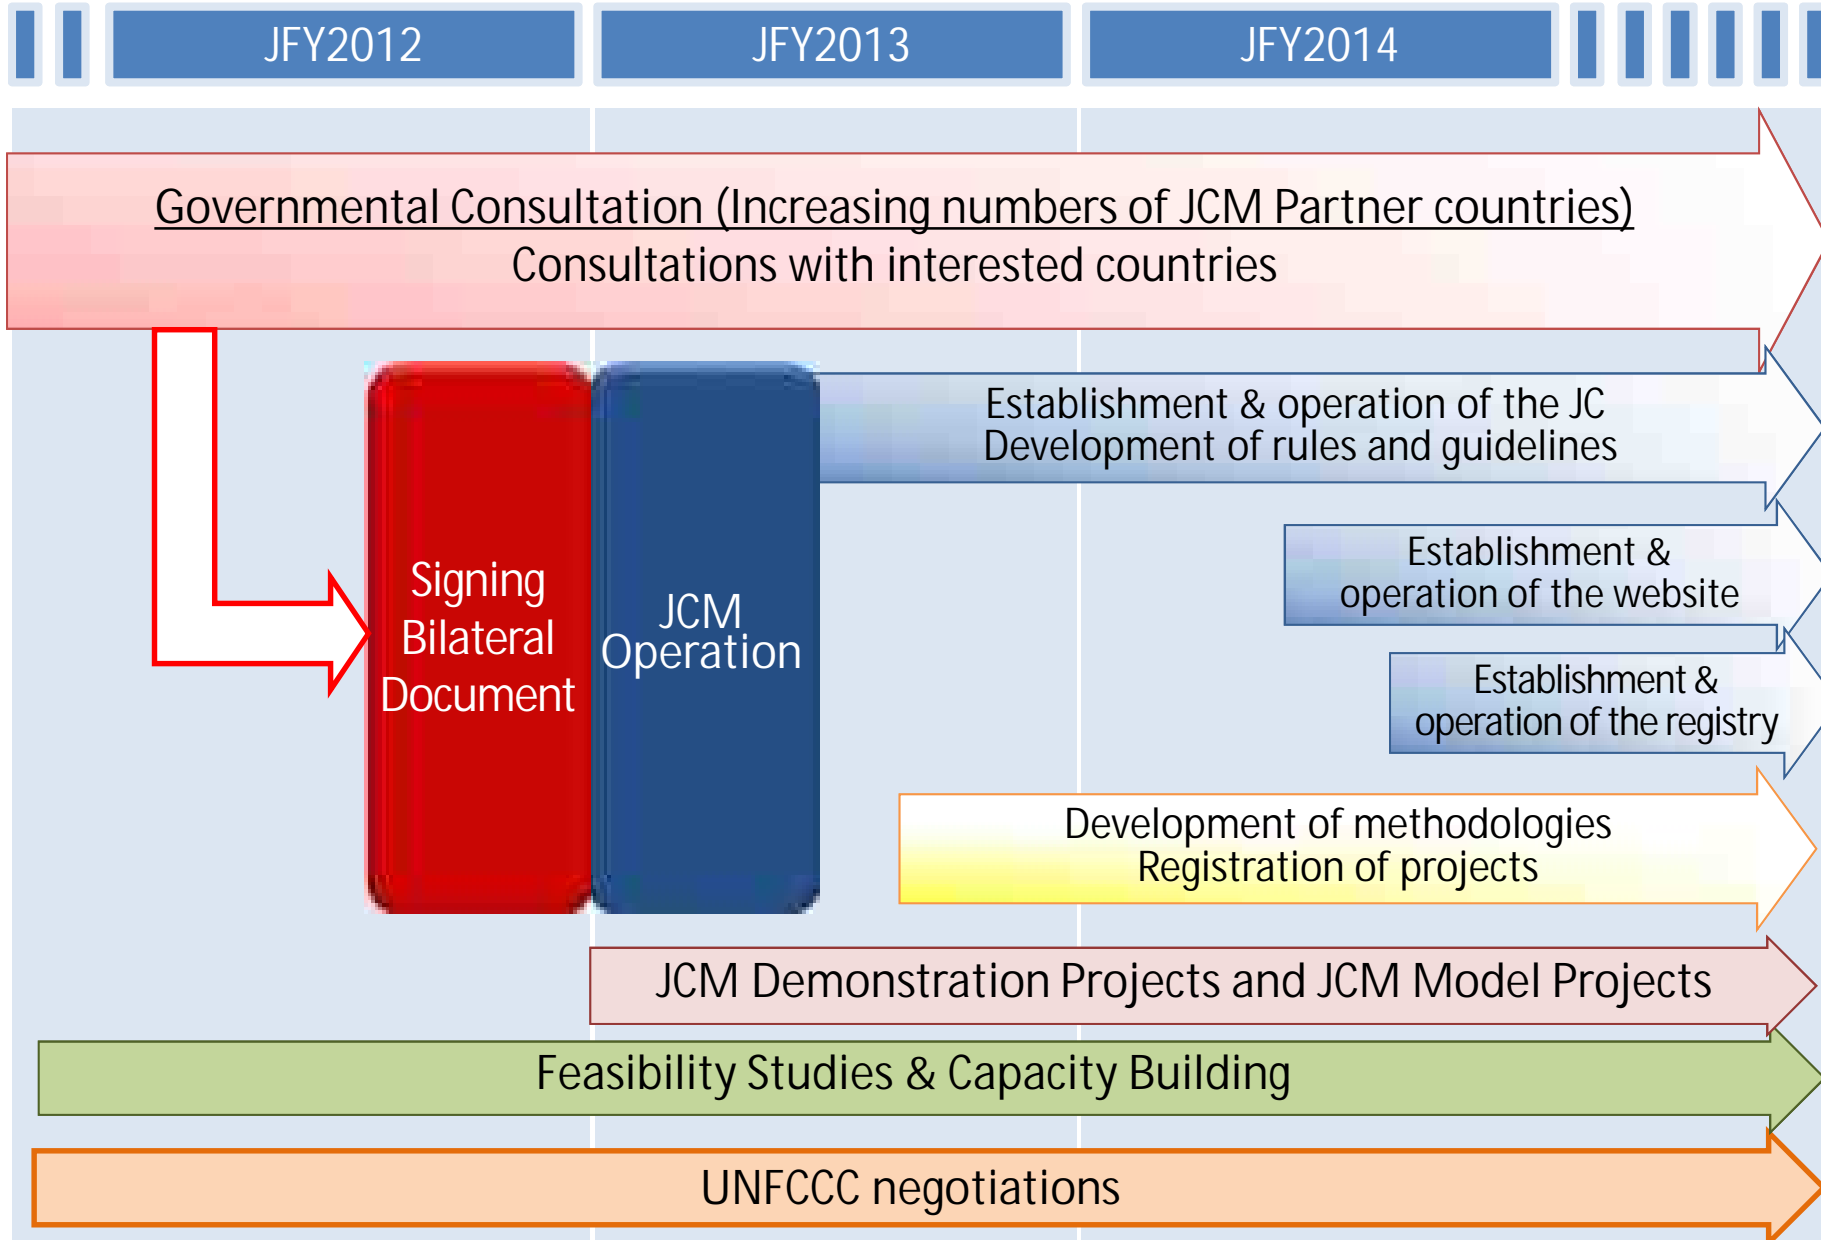 JFY2012
JFY2013
JFY2014
Governmental Consultation (Increasing numbers of JCM Partner countries)
Consultations with interested countries
Signing
Bilateral
Document
JCM
Operation
Establishment & operation of the JC
Development of rules and guidelines
Establishment &
operation of the website
Establishment &
operation of the registry
Development of methodologies
Registration of projects
JCM Demonstration Projects and JCM Model Projects
Feasibility Studies & Capacity Building
UNFCCC negotiations